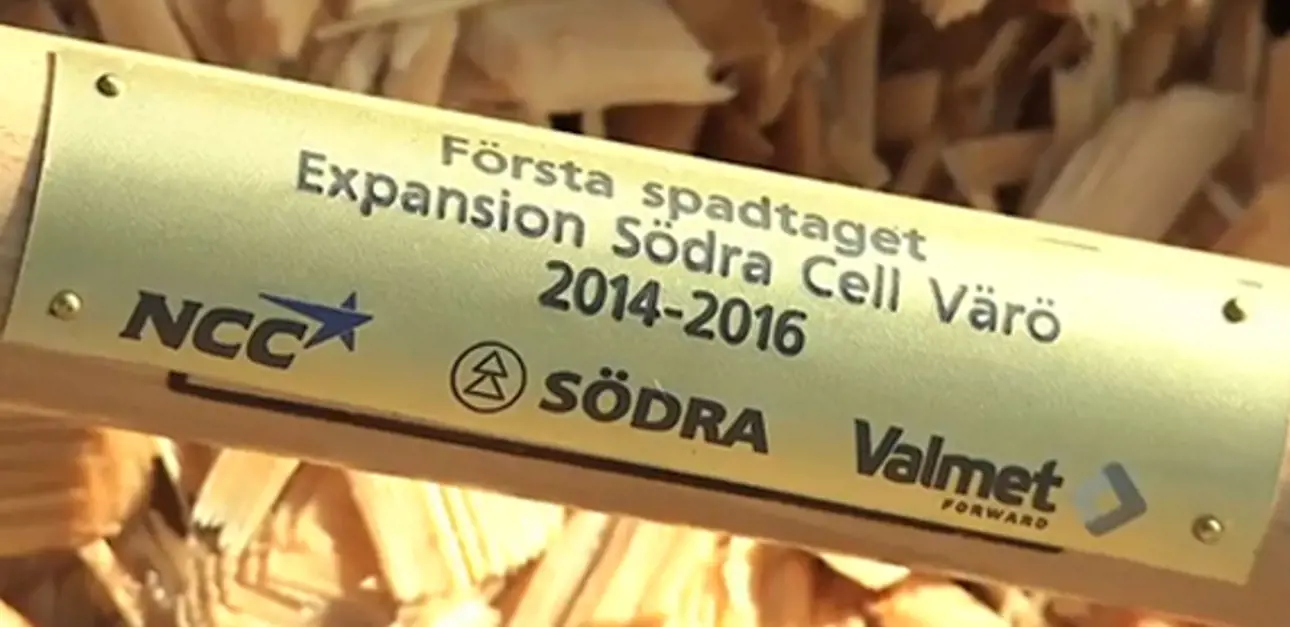 Första spadtaget
Expansion Södra Cell Värö
2014-2016
NCC
SÖDRA
Valmet
FORWARD